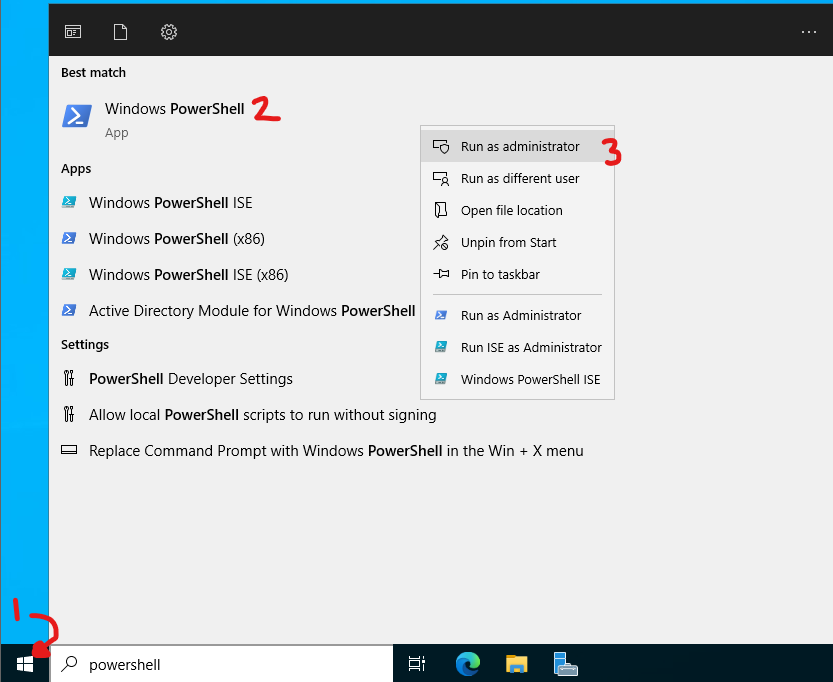 Best match
Windows PowerShell 2
App
Apps
Windows PowerShell ISE
Windows PowerShell (x86)
Windows PowerShell ISE (x86)
Active Directory Module for Windows PowerShell
Settings
PowerShell Developer Settings
Allow local PowerShell scripts to run without signing
Replace Command Prompt with Windows PowerShell in the Win + X menu
Run as administrator 3
Run as different user
Open file location
Unpin from Start
Pin to taskbar
Run as Administrator
Run ISE as Administrator
Windows PowerShell ISE
1
powershell